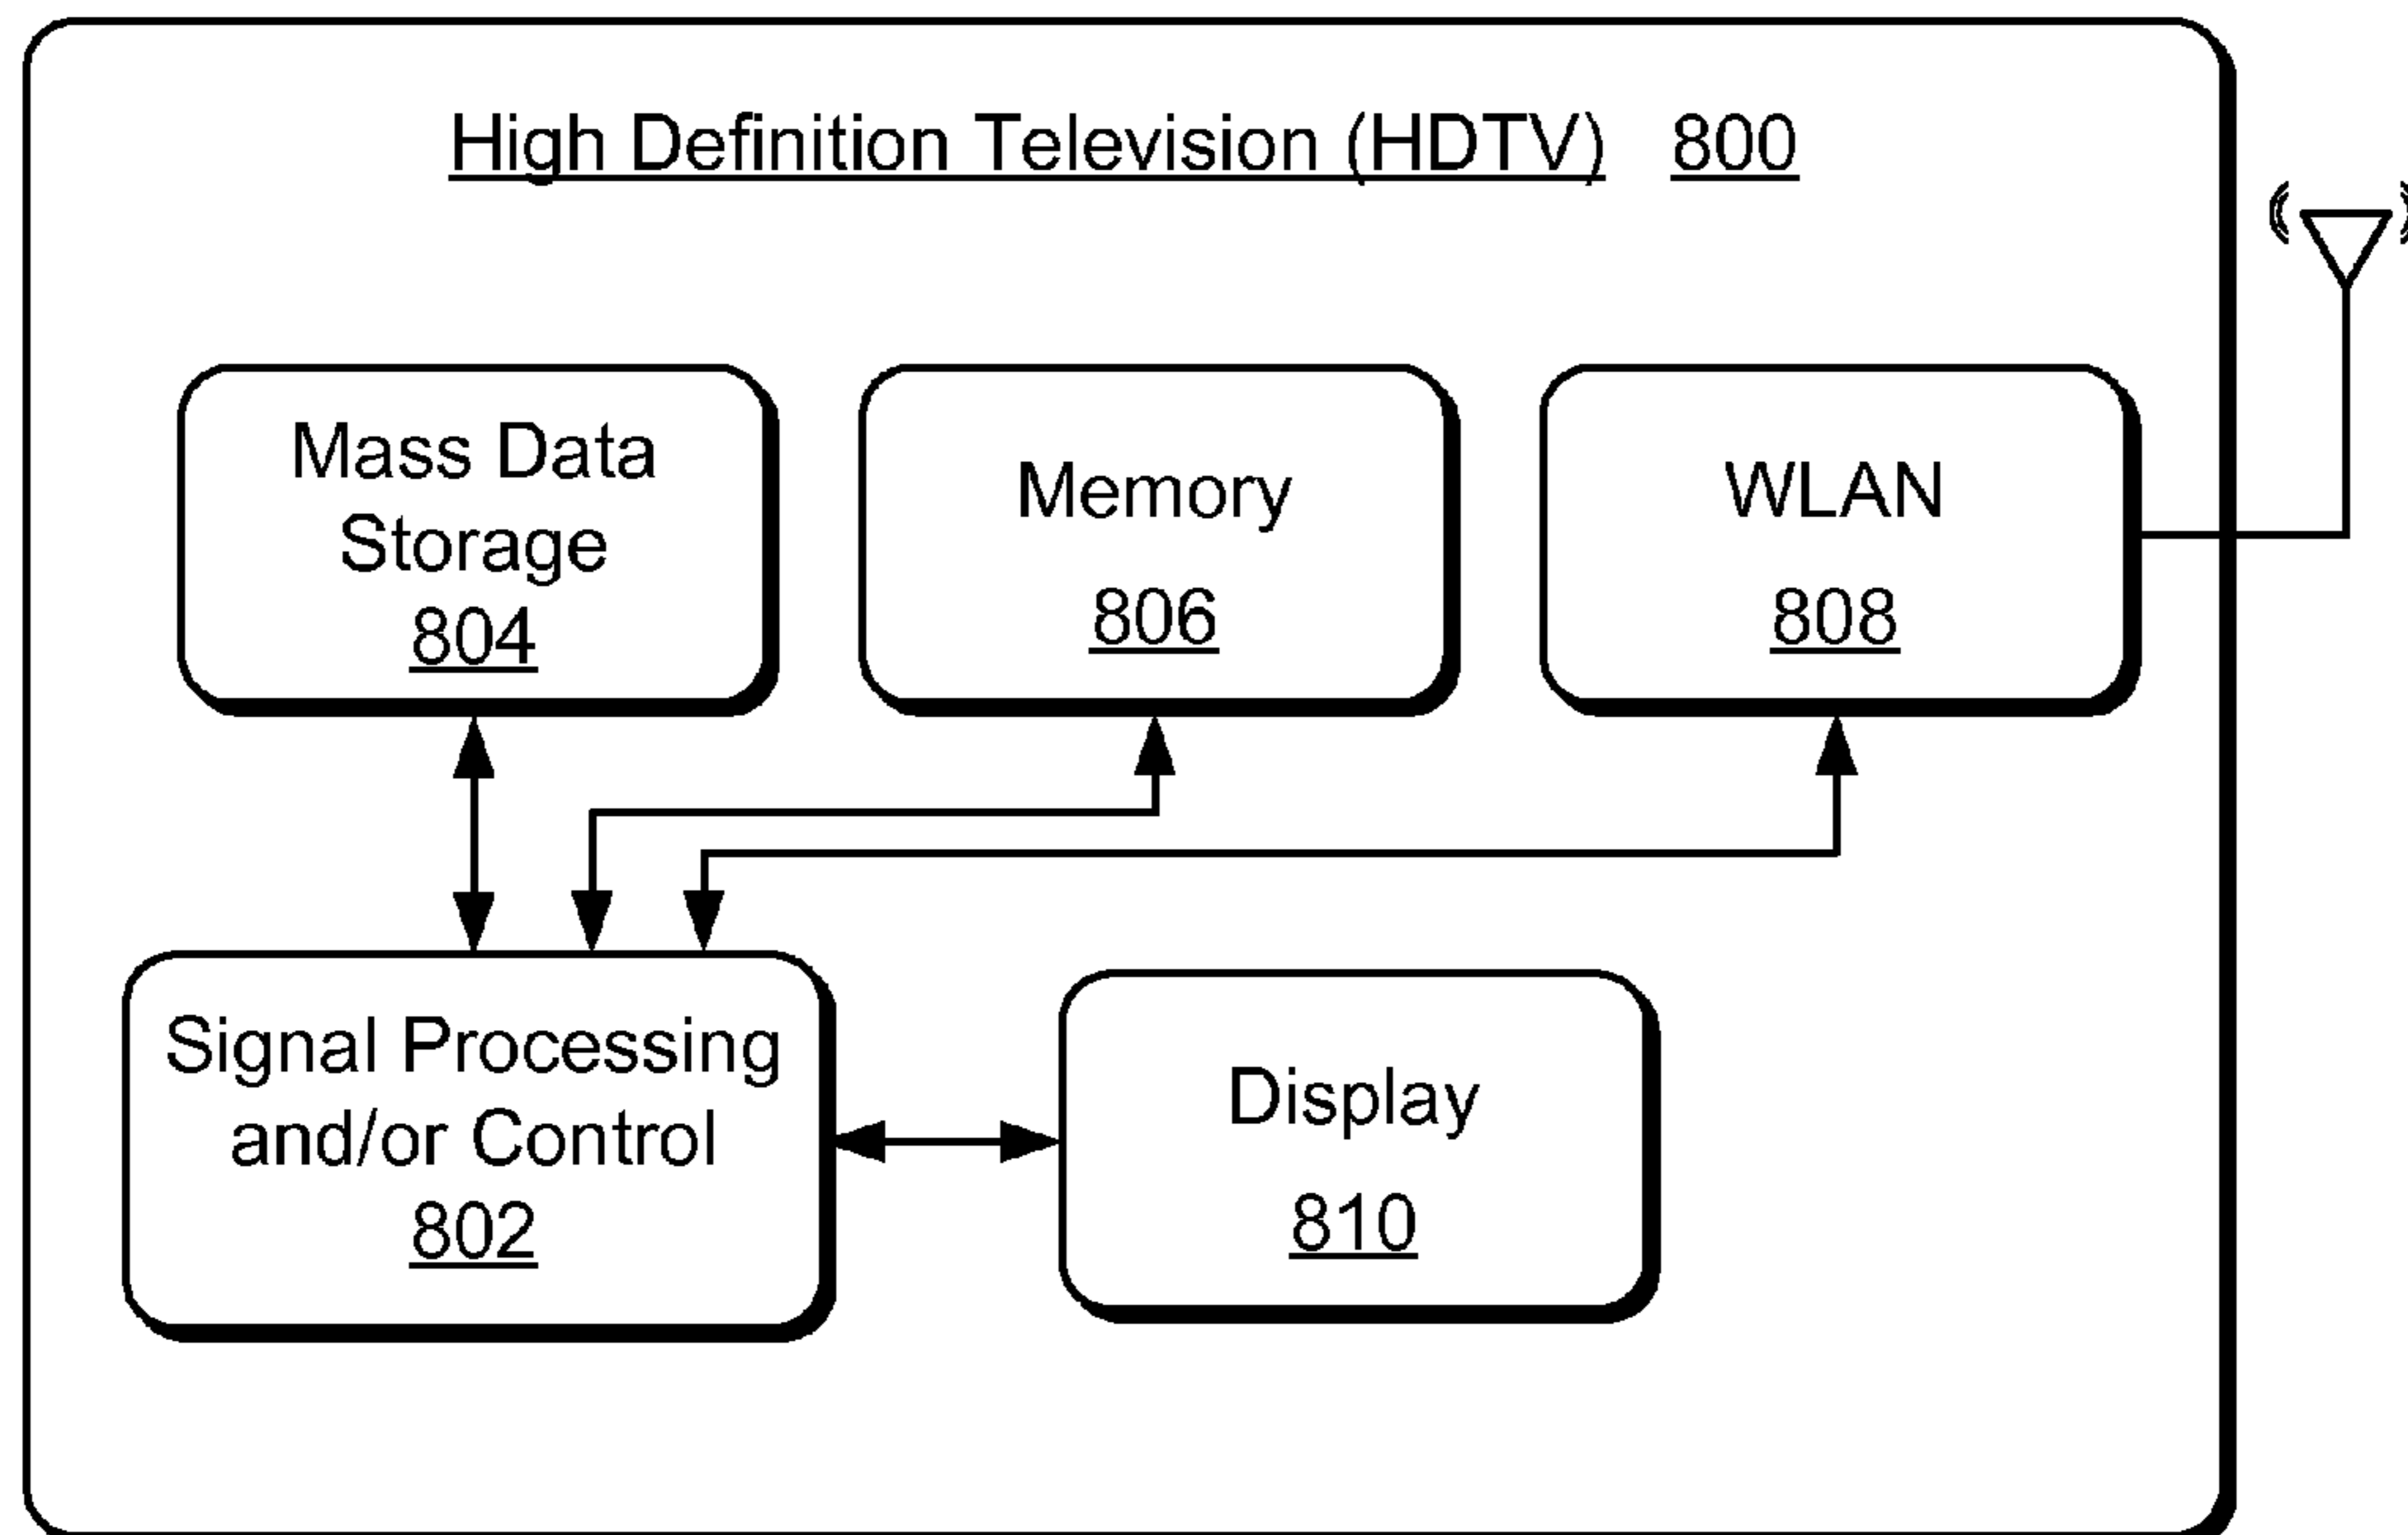 High Definition Television (HDTV) 800
Mass Data
Storage
804
Memory
806
WLAN
808
Signal Processing
and/or Control
802
Display
810